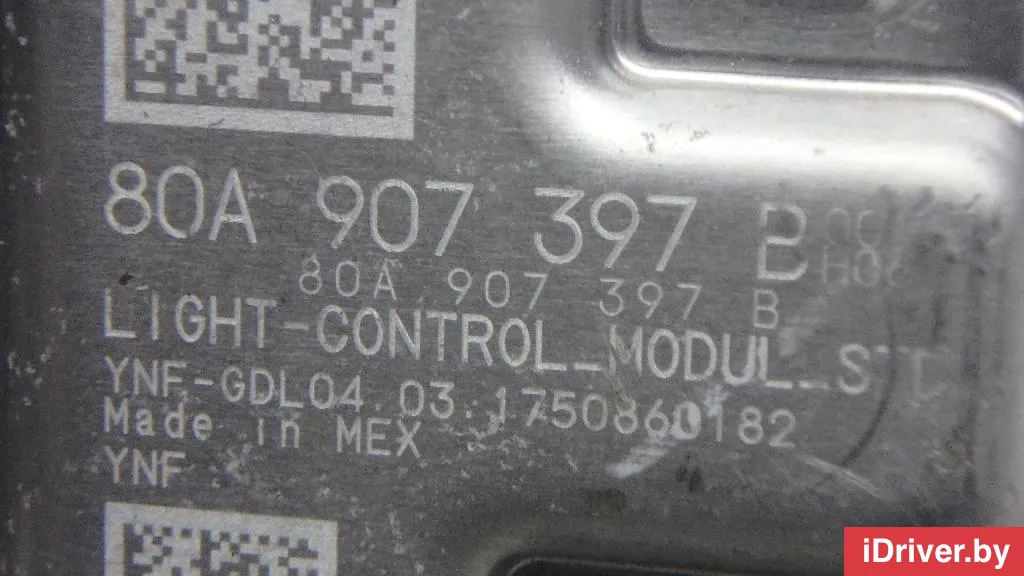 80A 907 397 B
80A 907 397 B
LIGHT-CONTROL_MODUL_STD
YNF-GDL04 03.1750860182
Made in MEX
YNF
iDriver.by